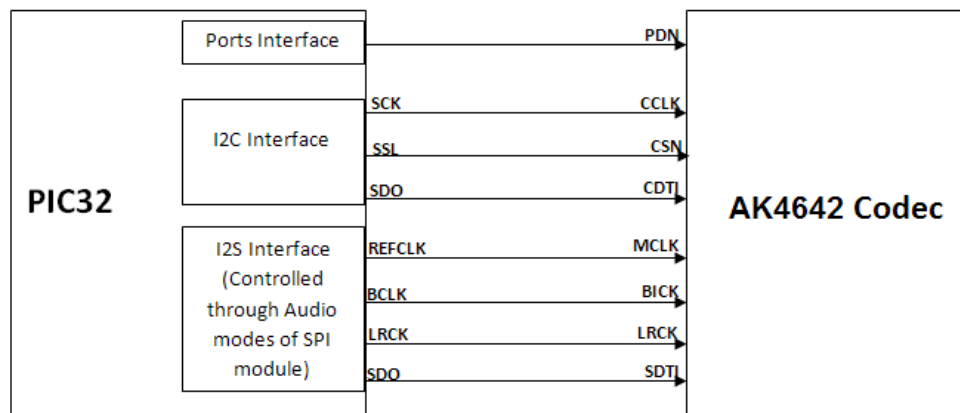 Ports Interface
PDN
I2C Interface
SCK
CCLK
SSL
CSN
SDO
CDTI
PIC32
AK4642 Codec
I2S Interface
(Controlled
through Audio
modes of SPI
module)
REFCLK
MCLK
BCLK
BICK
LRCK
LRCK
SDO
SDTI